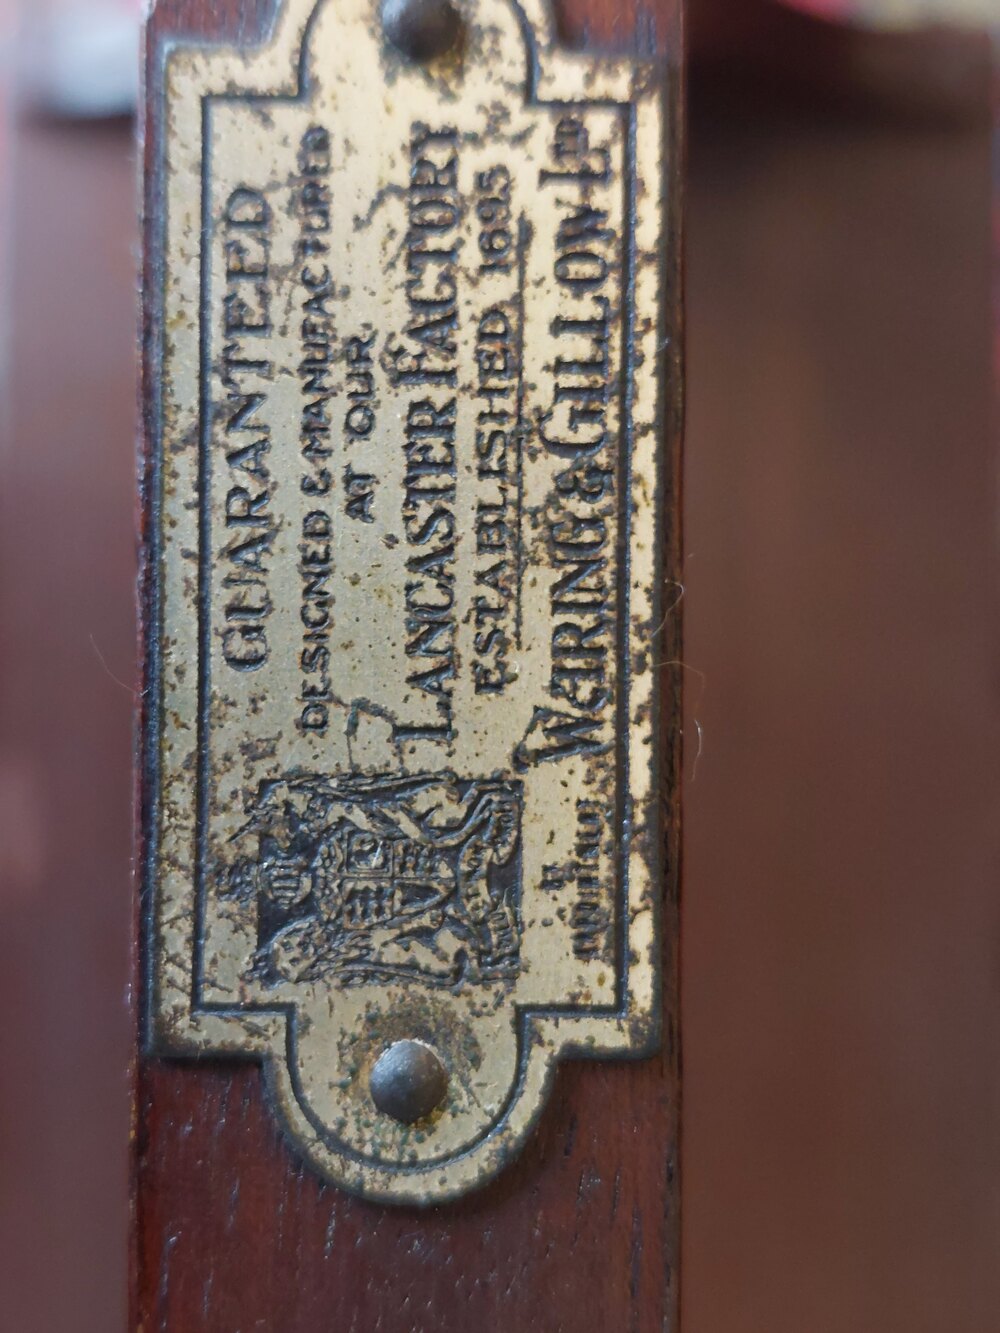 GUARANTEED
DESIGNED & MANUFACTURED
AT OUR
LANCASTER FACTORY
ESTABLISHED 1695
WARING & GILLOW LTD